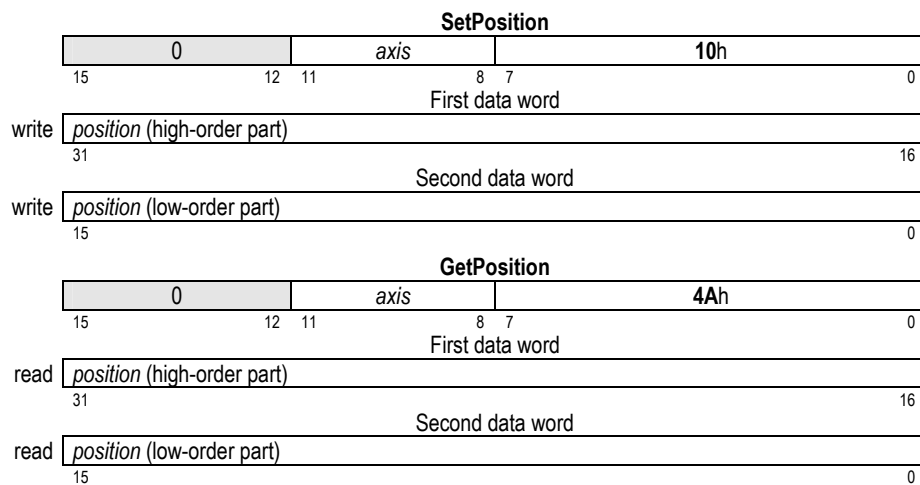 SetPosition
0 axis 10h
15 12 11 8 7 0
First data word
write position (high-order part)
31 16
Second data word
write position (low-order part)
15 0
GetPosition
0 axis 4Ah
15 12 11 8 7 0
First data word
read position (high-order part)
31 16
Second data word
read position (low-order part)
15 0